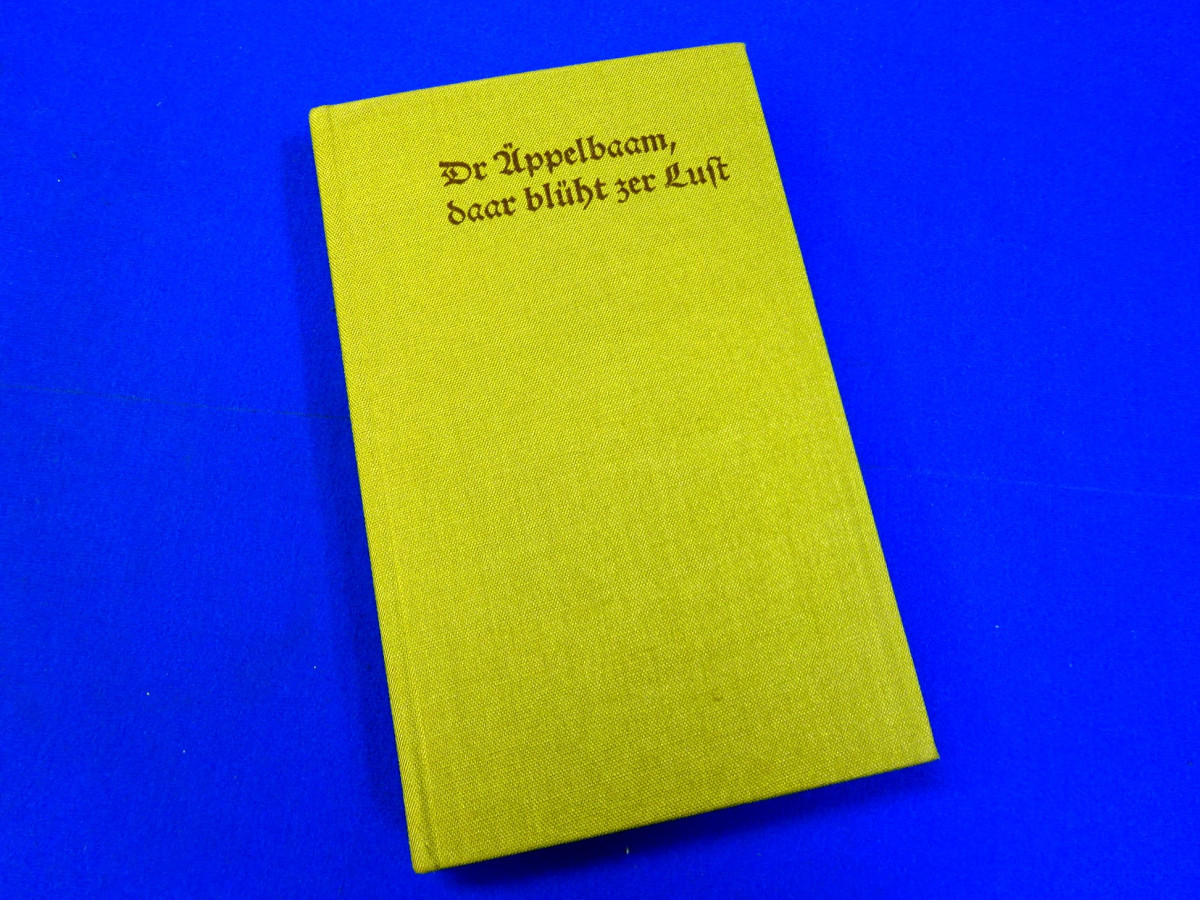 Dr Äppelbaam,
daar blüht zer Luſt